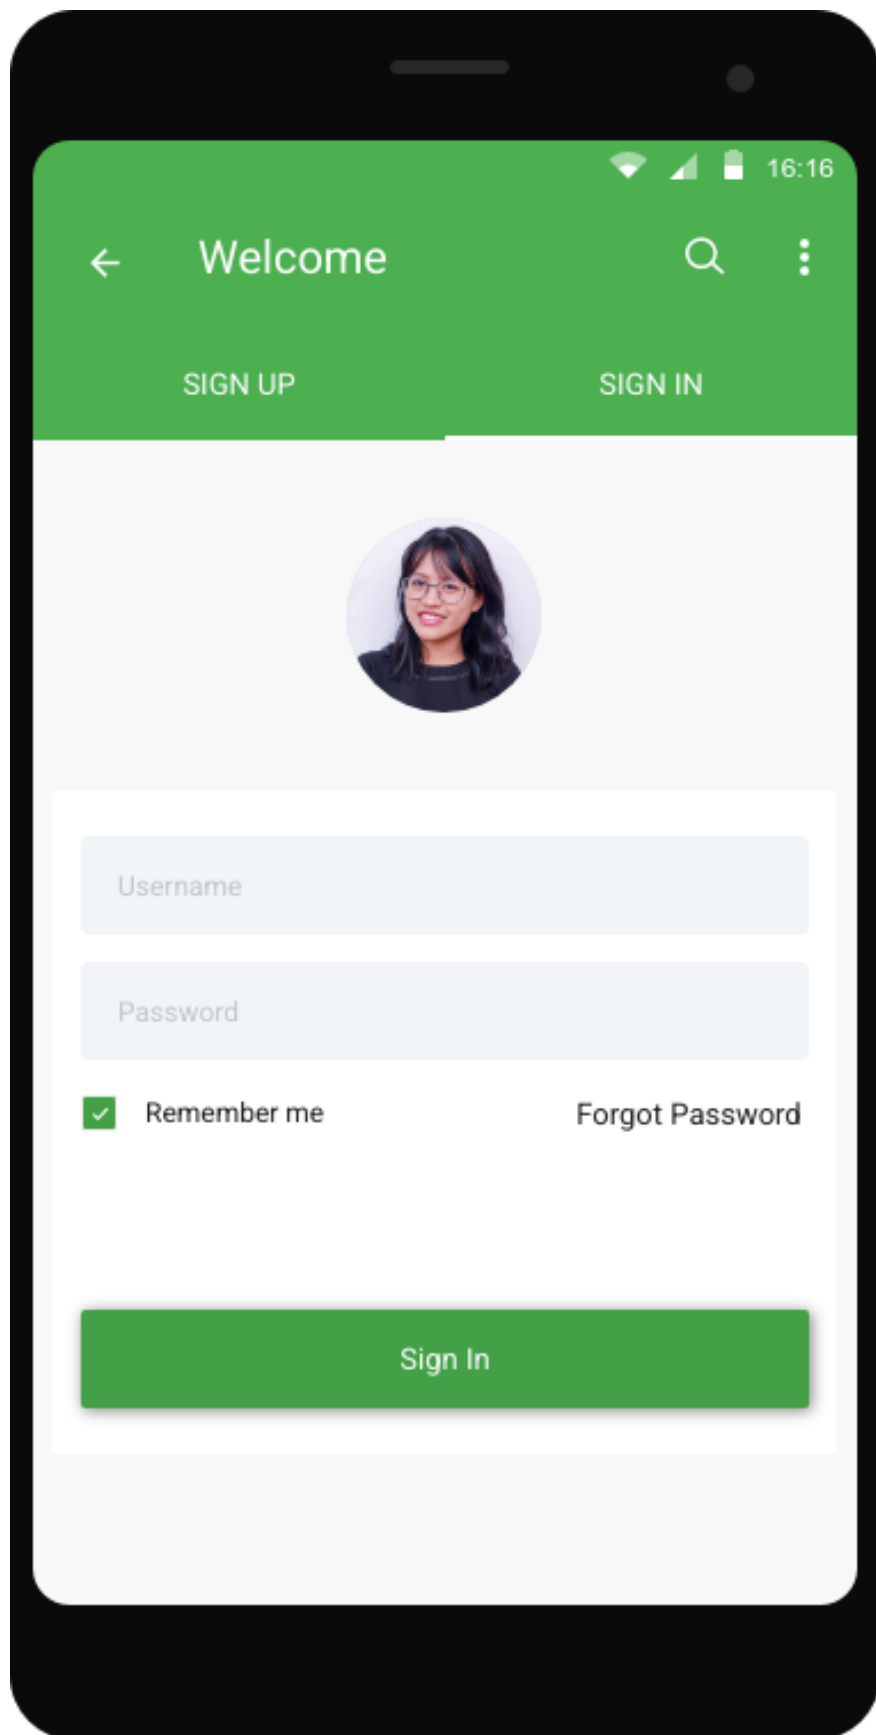 16:16
Welcome
SIGN UP
SIGN IN
Username
Password
Remember me
Forgot Password
Sign In